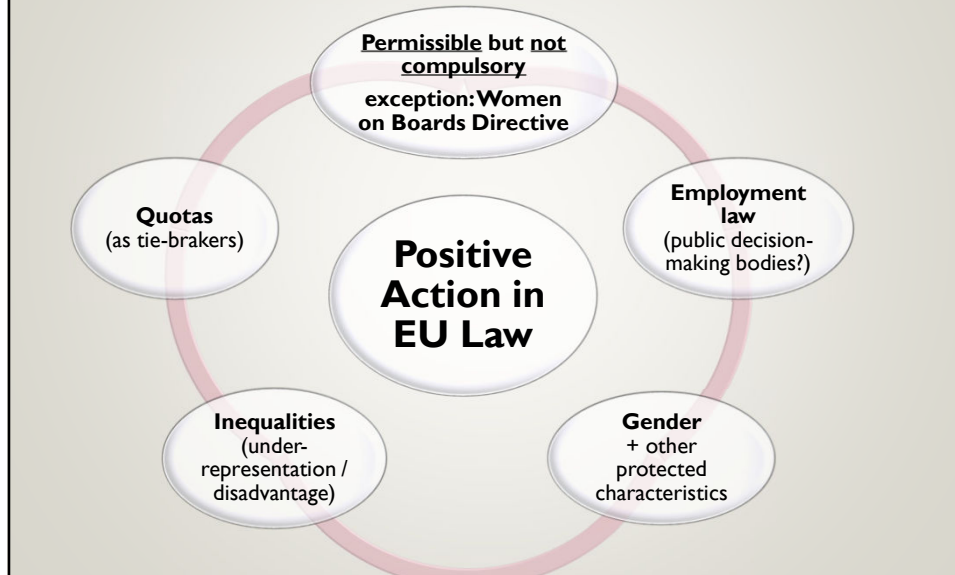 Permissible but not
compulsory
exception: Women
on Boards Directive
Quotas
(as tie-brakers)
Employment
law
(public decision-
making bodies?)
Positive
Action in
EU Law
Inequalities
(under-
representation /
disadvantage)
Gender
+ other
protected
characteristics